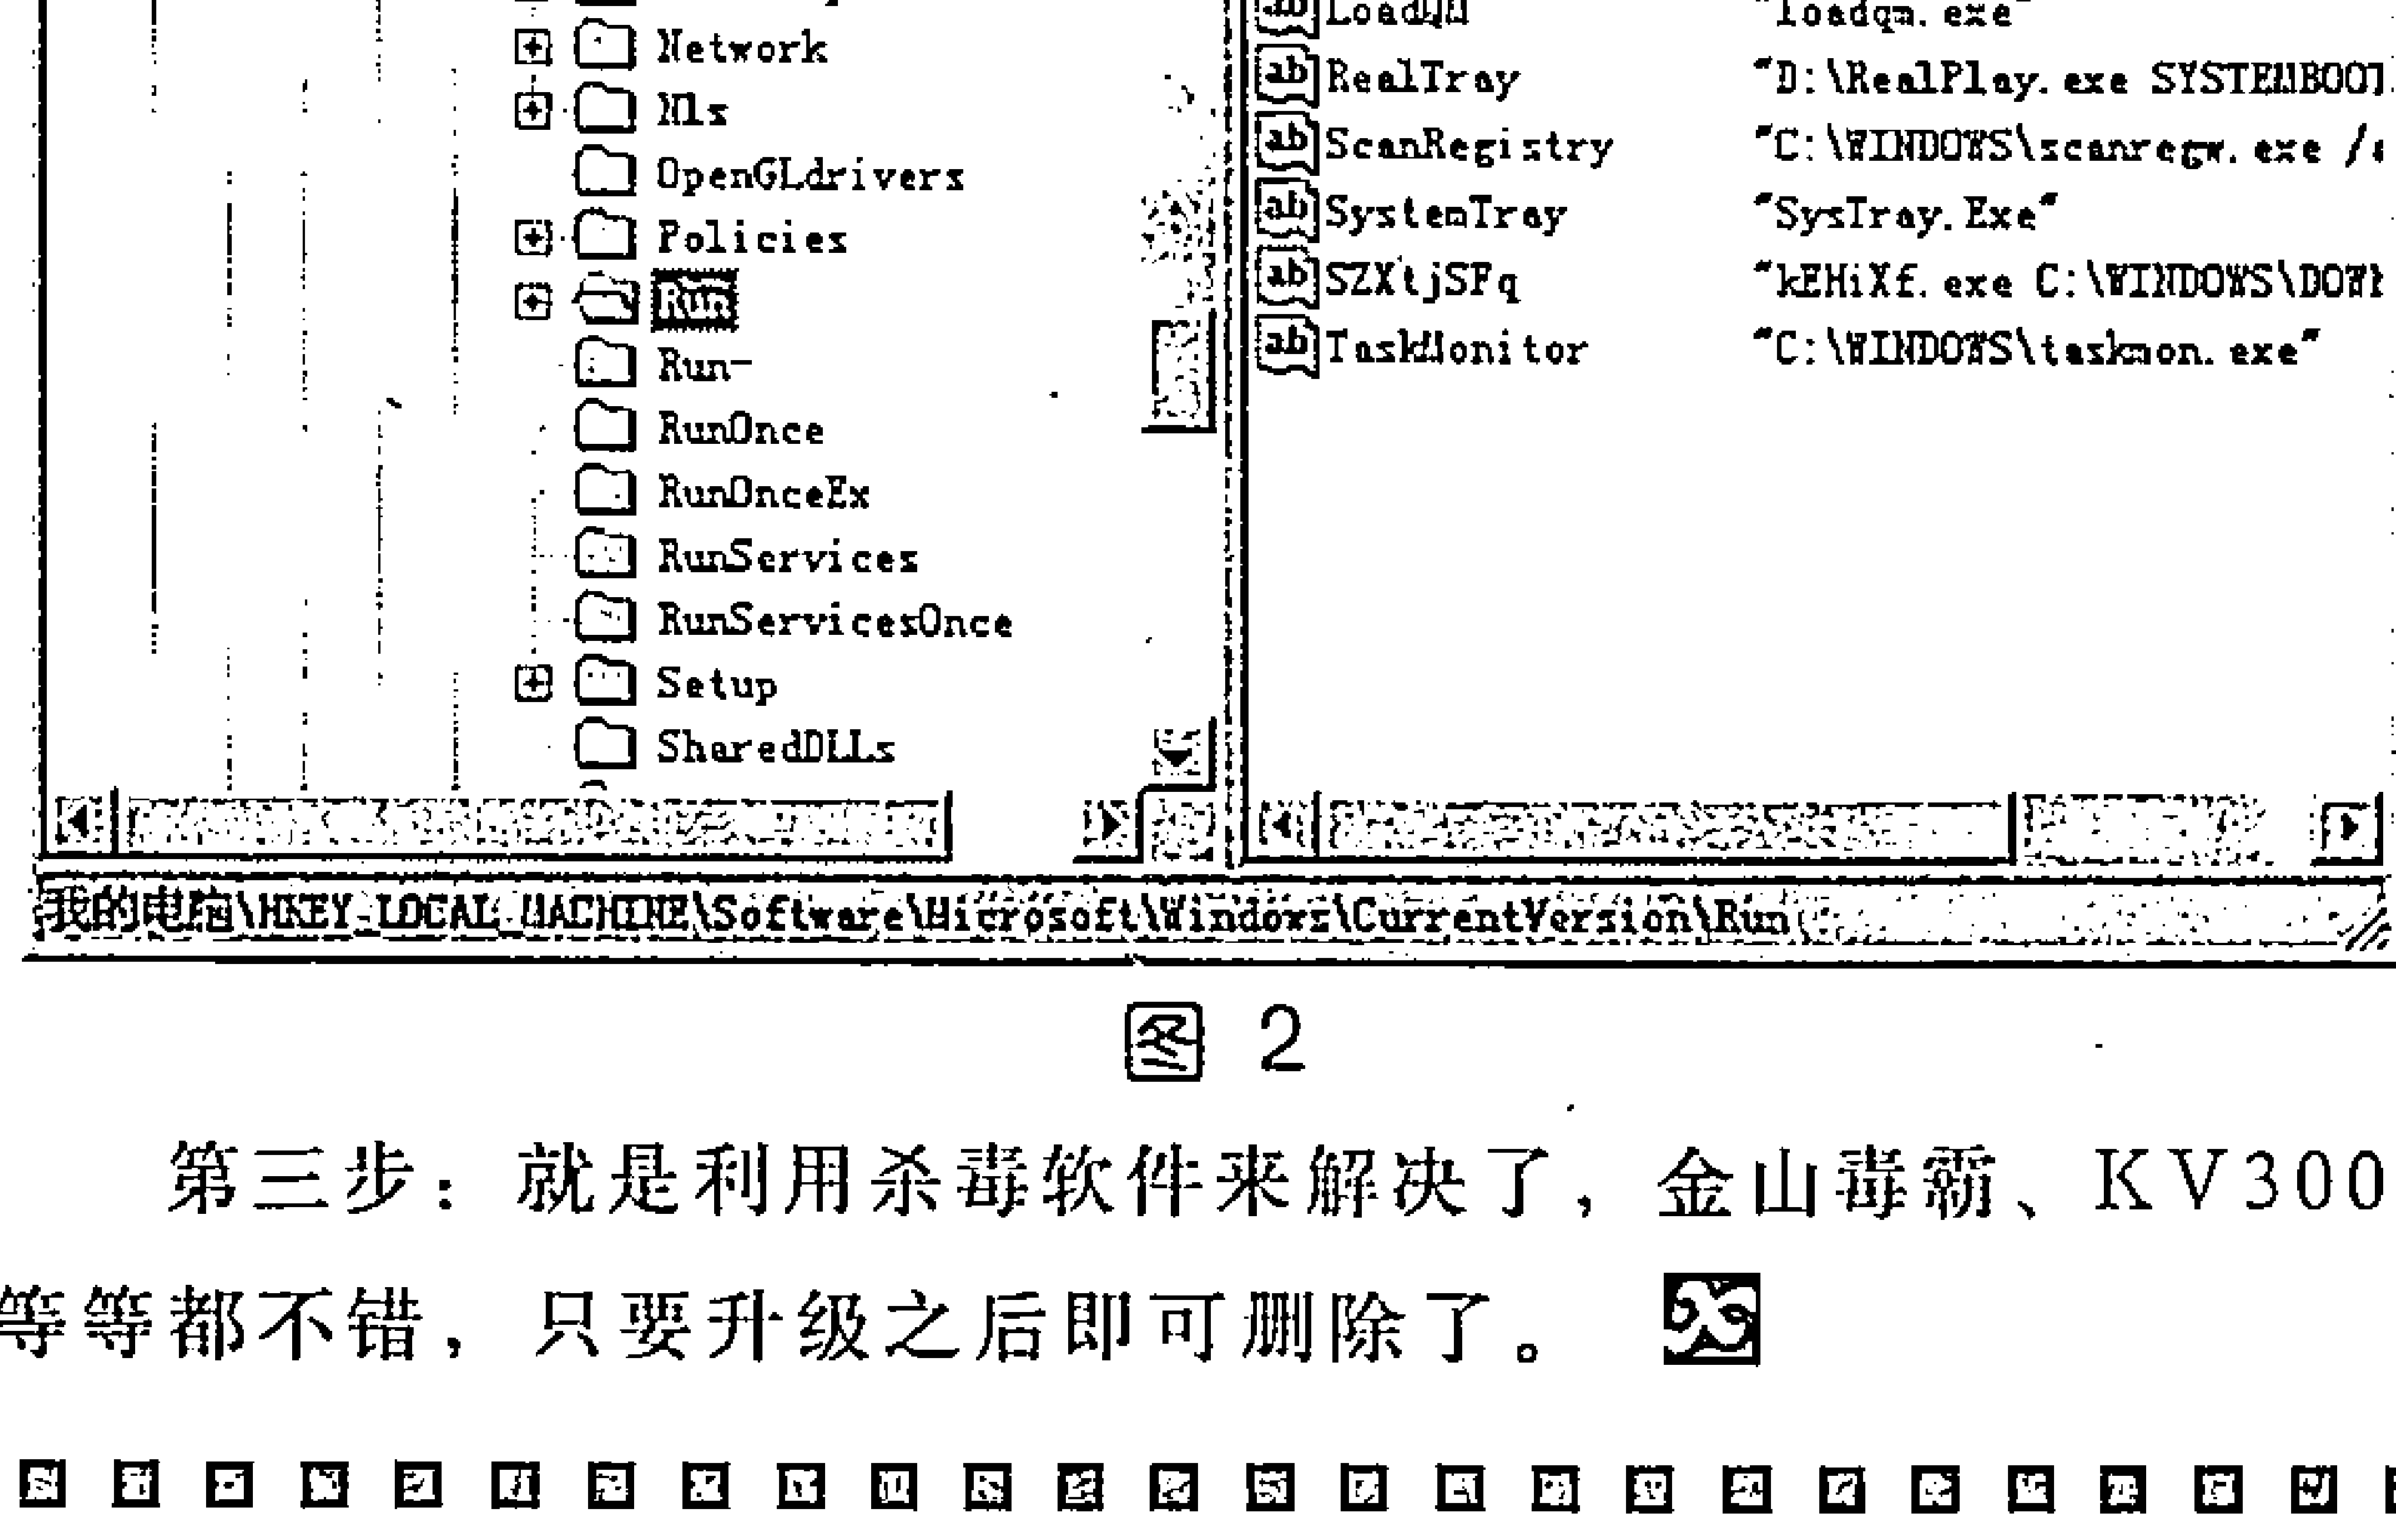 Network
Nls
OpenGLdrivers
Policies
Run
Run-
RunOnce
RunOnceEx
RunServices
RunServicesOnce
Setup
SharedDLLs
LoadQM "loadqm.exe"
RealTray "D:\RealPlay.exe SYSTEMBOOT
ScanRegistry "C:\WINDOWS\scanregw.exe /a
SystemTray "SysTray.Exe"
SZXtjSFq "kEHiXf.exe C:\WINDOWS\DOWN
TaskMonitor "C:\WINDOWS\taskmon.exe"
我的电脑\HKEY_LOCAL_MACHINE\Software\Microsoft\Windows\CurrentVersion\Run
图 2
第三步：就是利用杀毒软件来解决了，金山毒霸、KV300
等等都不错，只要升级之后即可删除了。